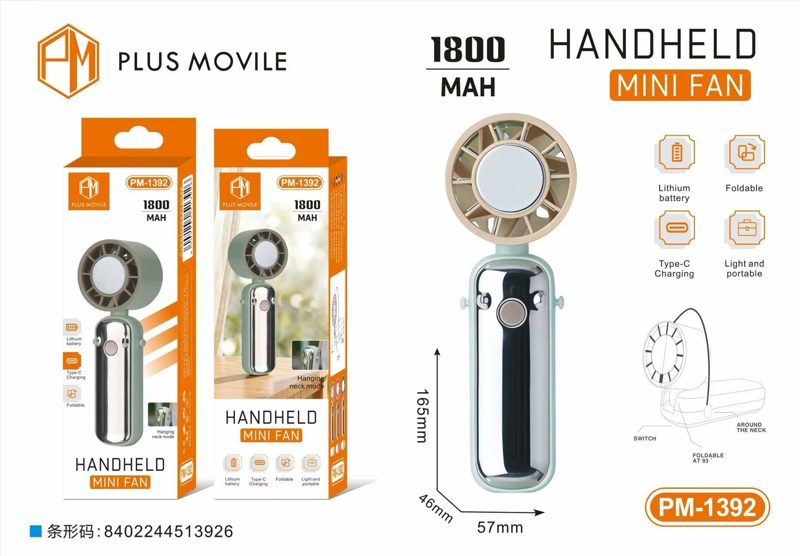 PM
PLUS MOVILE
1800
MAH
HANDHELD
MINI FAN
PM
PLUS MOVILE
PM-1392
1800
MAH
Lithium
battery
Type-C
Charging
Foldable
Hanging
neck mode
HANDHELD
MINI FAN
PM-1392
PM
PLUS MOVILE
PM-1392
1800
MAH
Hanging
neck mode
HANDHELD
MINI FAN
Lithium
battery
Type-C
Charging
Foldable
Light and
portable
Lithium
battery
Foldable
Type-C
Charging
Light and
portable
165mm
46mm
57mm
SWITCH
FOLDABLE
AT 93
AROUND
THE NECK
PM-1392
条形码：8402244513926